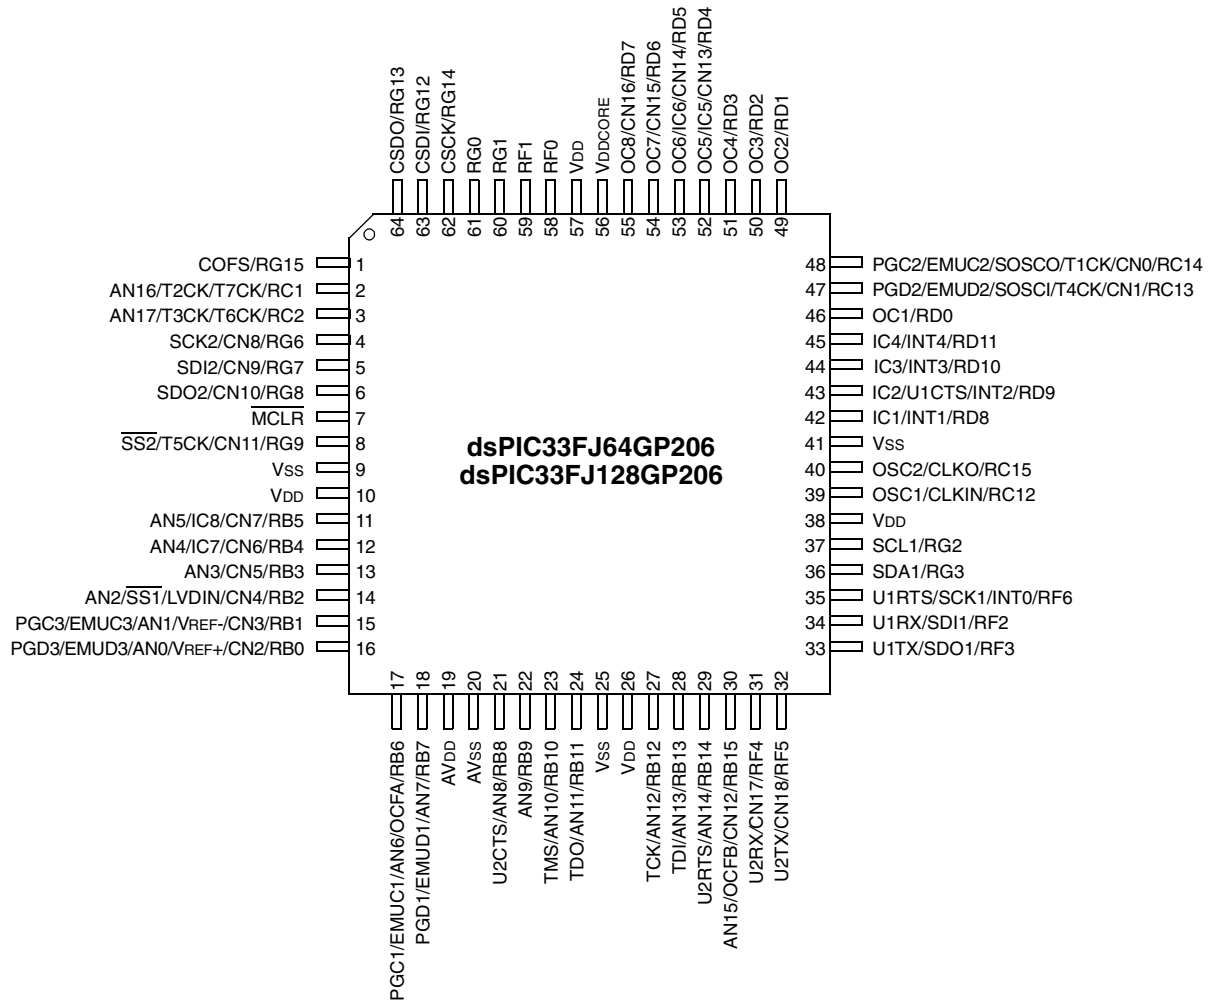 CSDO/RG13
CSDI/RG12
CSCK/RG14
RG0
RG1
RF1
RF0
VDD
VDDCORE
OC8/CN16/RD7
OC7/CN15/RD6
OC6/IC6/CN14/RD5
OC5/IC5/CN13/RD4
OC4/RD3
OC3/RD2
OC2/RD1
64 63 62 61 60 59 58 57 56 55 54 53 52 51 50 49
COFS/RG15 1
AN16/T2CK/T7CK/RC1 2
AN17/T3CK/T6CK/RC2 3
SCK2/CN8/RG6 4
SDI2/CN9/RG7 5
SDO2/CN10/RG8 6
MCLR 7
SS2/T5CK/CN11/RG9 8
VSS 9
VDD 10
AN5/IC8/CN7/RB5 11
AN4/IC7/CN6/RB4 12
AN3/CN5/RB3 13
AN2/SS1/LVDIN/CN4/RB2 14
PGC3/EMUC3/AN1/VREF-/CN3/RB1 15
PGD3/EMUD3/AN0/VREF+/CN2/RB0 16
dsPIC33FJ64GP206
dsPIC33FJ128GP206
48 PGC2/EMUC2/SOSCO/T1CK/CN0/RC14
47 PGD2/EMUD2/SOSCI/T4CK/CN1/RC13
46 OC1/RD0
45 IC4/INT4/RD11
44 IC3/INT3/RD10
43 IC2/U1CTS/INT2/RD9
42 IC1/INT1/RD8
41 VSS
40 OSC2/CLKO/RC15
39 OSC1/CLKIN/RC12
38 VDD
37 SCL1/RG2
36 SDA1/RG3
35 U1RTS/SCK1/INT0/RF6
34 U1RX/SDI1/RF2
33 U1TX/SDO1/RF3
17 18 19 20 21 22 23 24 25 26 27 28 29 30 31 32
PGC1/EMUC1/AN6/OCFA/RB6
PGD1/EMUD1/AN7/RB7
AVDD
AVSS
U2CTS/AN8/RB8
AN9/RB9
TMS/AN10/RB10
TDO/AN11/RB11
VSS
VDD
TCK/AN12/RB12
TDI/AN13/RB13
U2RTS/AN14/RB14
AN15/OCFB/CN12/RB15
U2RX/CN17/RF4
U2TX/CN18/RF5